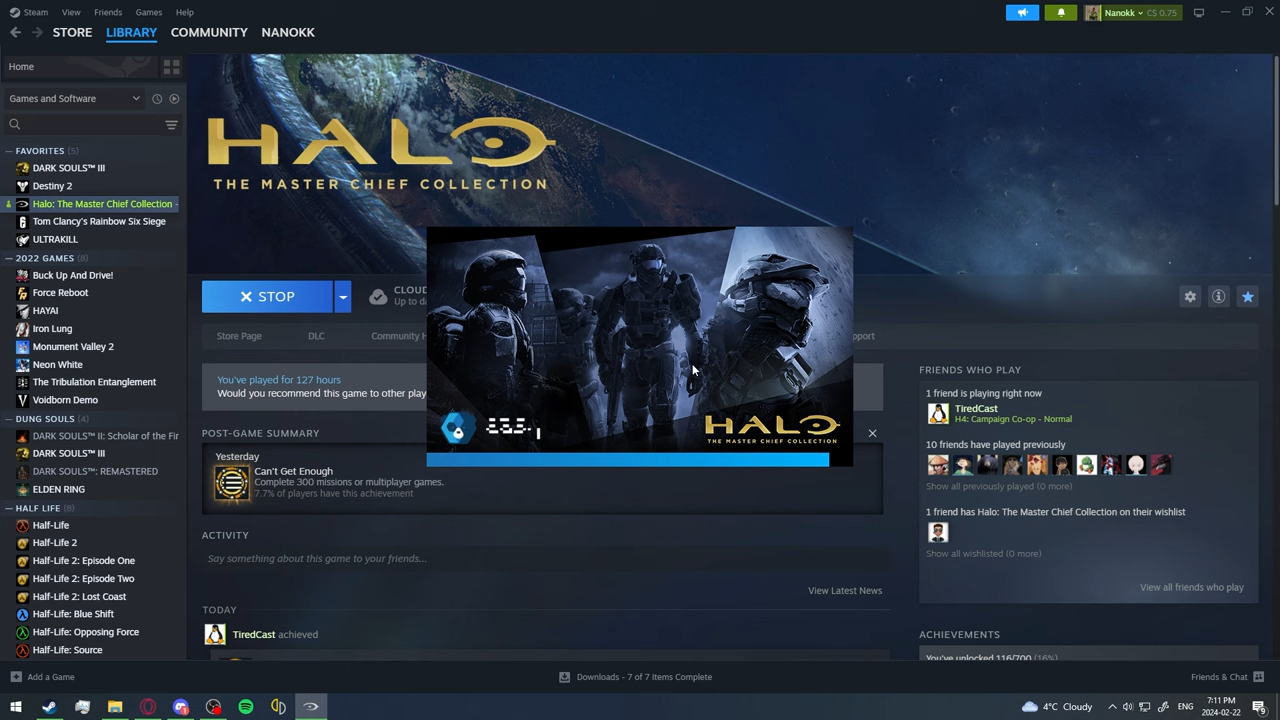 Steam View Friends Games Help
Nanokk C$ 0.75
STORE LIBRARY COMMUNITY NANOKK
Home
Games and Software
FAVORITES (5)
DARK SOULS™ III
Destiny 2
Halo: The Master Chief Collection -
Tom Clancy's Rainbow Six Siege
ULTRAKILL
2022 GAMES (8)
Buck Up And Drive!
Force Reboot
HAYAI
Iron Lung
Monument Valley 2
Neon White
The Tribulation Entanglement
Voidborn Demo
DUNG SOULS (4)
DARK SOULS™ II: Scholar of the Fir
DARK SOULS™ III
DARK SOULS™: REMASTERED
ELDEN RING
HALF LIFE (8)
Half-Life
Half-Life 2
Half-Life 2: Episode One
Half-Life 2: Episode Two
Half-Life 2: Lost Coast
Half-Life: Blue Shift
Half-Life: Opposing Force
Half-Life: Source
Add a Game
HALO
THE MASTER CHIEF COLLECTION
STOP
CLOUD
Up to da
Store Page DLC Community H
pport
You've played for 127 hours
Would you recommend this game to other play
HALO
THE MASTER CHIEF COLLECTION
POST-GAME SUMMARY
Yesterday
Can't Get Enough
Complete 300 missions or multiplayer games.
7.7% of players have this achievement
ACTIVITY
Say something about this game to your friends...
View Latest News
TODAY
TiredCast achieved
FRIENDS WHO PLAY
1 friend is playing right now
TiredCast
H4: Campaign Co-op - Normal
10 friends have played previously
Show all previously played (0 more)
1 friend has Halo: The Master Chief Collection on their wishlist
Show all wishlisted (0 more)
View all friends who play
ACHIEVEMENTS
You've unlocked 116/700 (16%)
Downloads - 7 of 7 Items Complete
Friends & Chat
4°C Cloudy
ENG
7:11 PM
2024-02-22